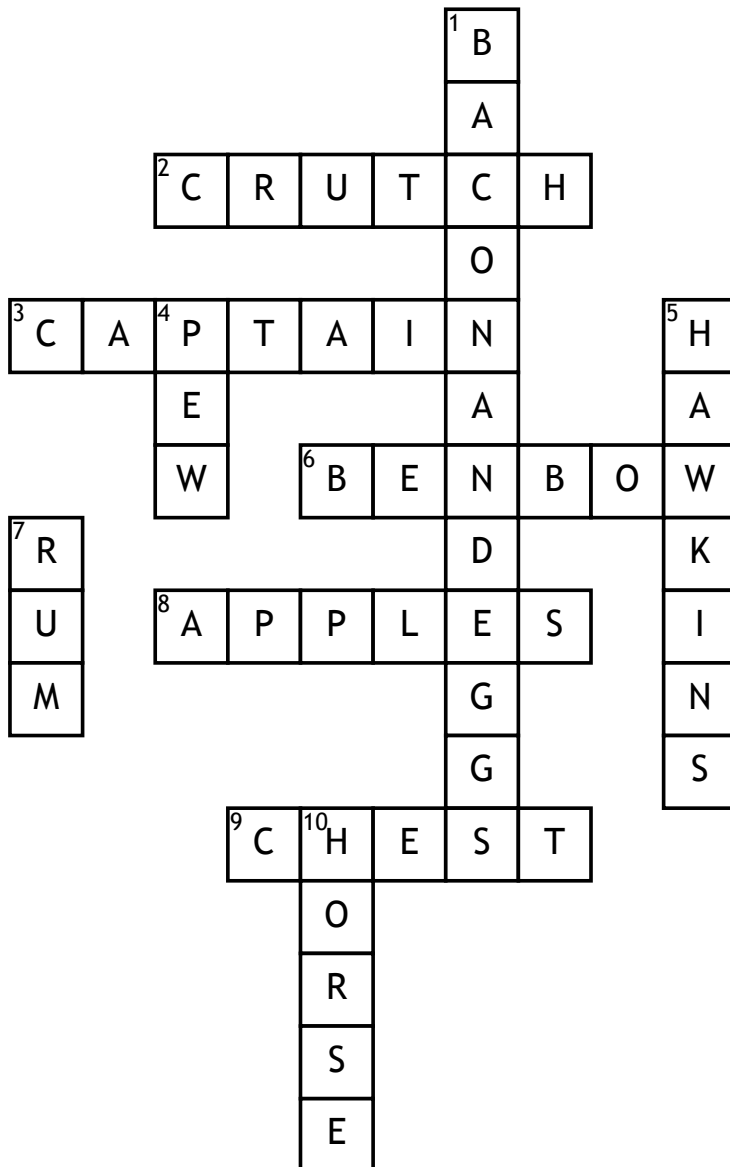 1 B
A
2 C R U T C H
O
3 C A 4 P T A I N 5 H
E A A
W 6 B E N B O W
7 R D K
U 8 A P P L E S I
M G N
G S
9 C 10 H E S T
O
R
S
E